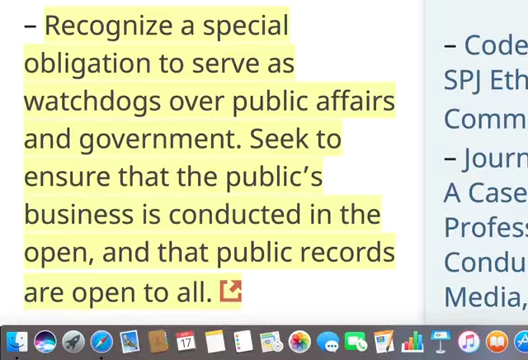 – Recognize a special
obligation to serve as
watchdogs over public affairs
and government. Seek to
ensure that the public’s
business is conducted in the
open, and that public records
are open to all.
– Code
SPJ Eth
Comm
– Journ
A Case
Profess
Condu
Media,
17